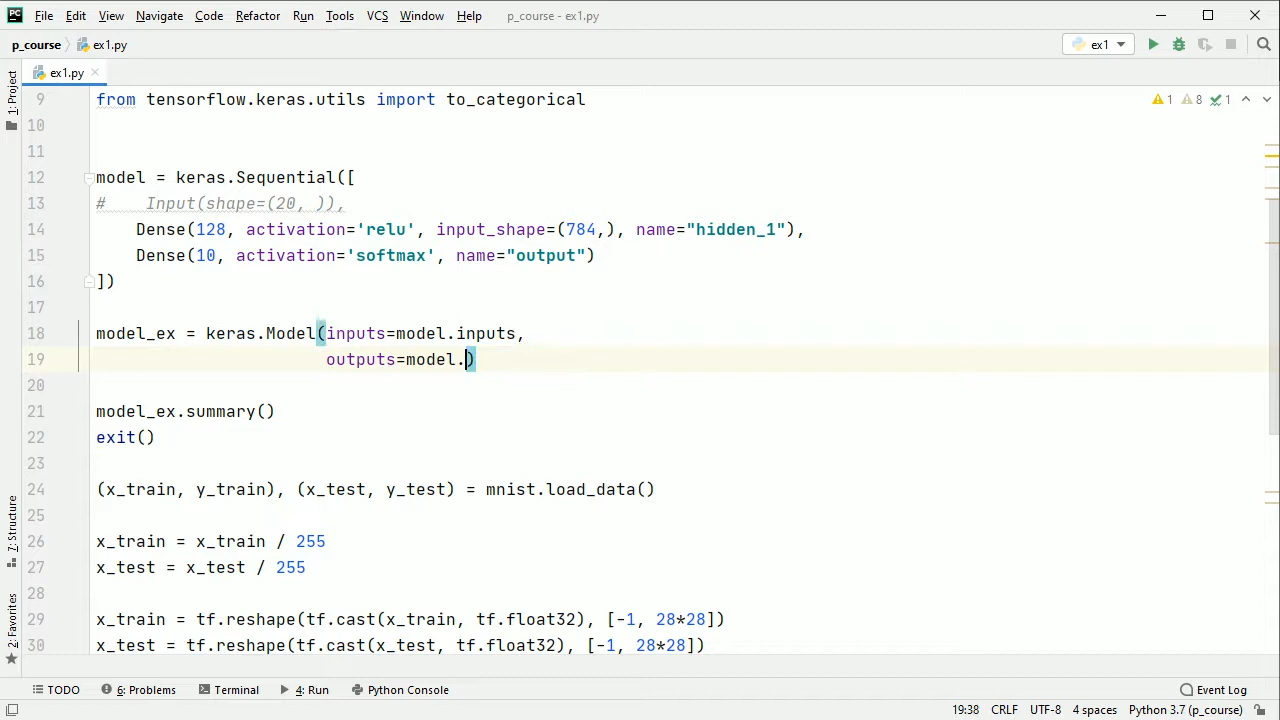 File Edit View Navigate Code Refactor Run Tools VCS Window Help p_course - ex1.py
p_course ex1.py ex1
ex1.py
1: Project
7: Structure
2: Favorites
1 8 1
9 from tensorflow.keras.utils import to_categorical
10
11
12 model = keras.Sequential([
13 #    Input(shape=(20, )),
14     Dense(128, activation='relu', input_shape=(784,), name="hidden_1"),
15     Dense(10, activation='softmax', name="output")
16 ])
17
18 model_ex = keras.Model(inputs=model.inputs,
19                        outputs=model.)
20
21 model_ex.summary()
22 exit()
23
24 (x_train, y_train), (x_test, y_test) = mnist.load_data()
25
26 x_train = x_train / 255
27 x_test = x_test / 255
28
29 x_train = tf.reshape(tf.cast(x_train, tf.float32), [-1, 28*28])
30 x_test = tf.reshape(tf.cast(x_test, tf.float32), [-1, 28*28])
TODO 6: Problems Terminal 4: Run Python Console Event Log
19:38 CRLF UTF-8 4 spaces Python 3.7 (p_course)